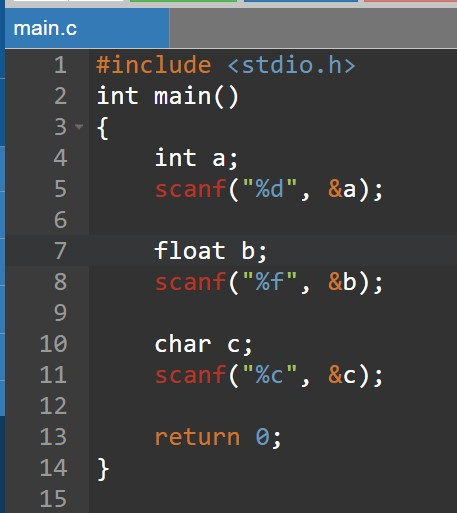 main.c
1 #include <stdio.h>
2 int main()
3 {
4     int a;
5     scanf("%d", &a);
6
7     float b;
8     scanf("%f", &b);
9
10     char c;
11     scanf("%c", &c);
12
13     return 0;
14 }
15